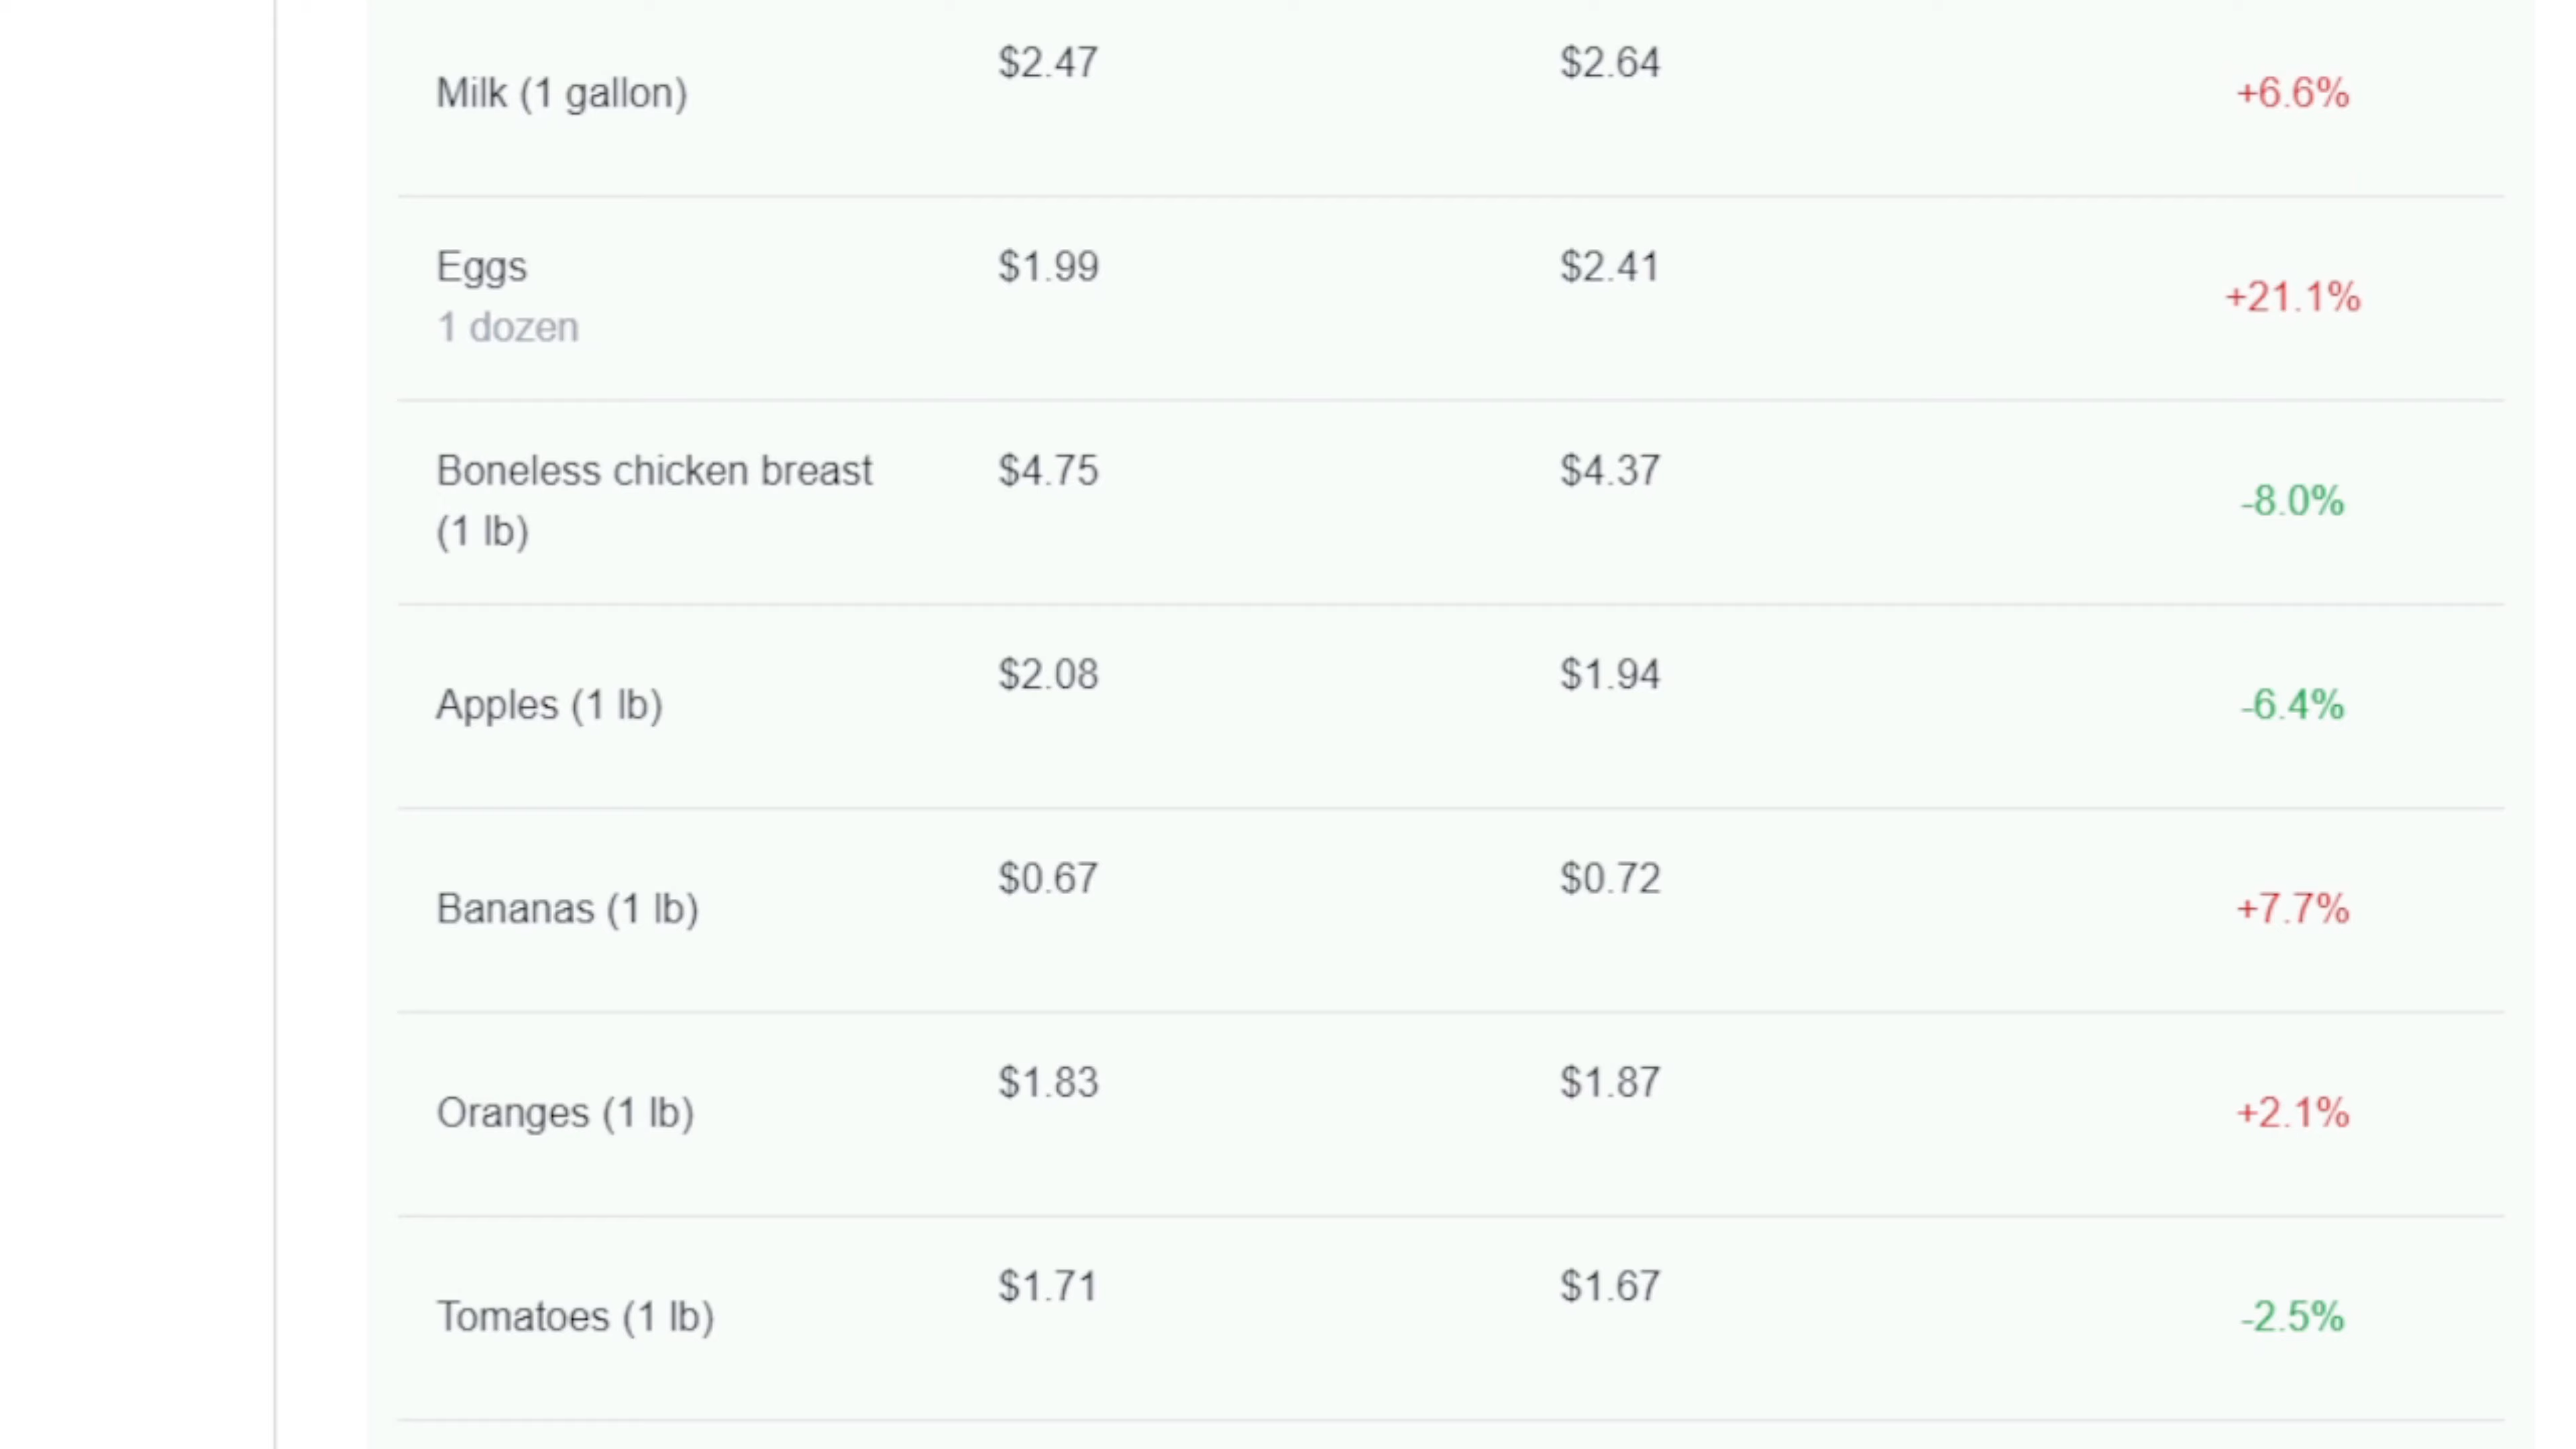 $2.47 $2.64
Milk (1 gallon) +6.6%
Eggs $1.99 $2.41
+21.1%
1 dozen
Boneless chicken breast $4.75 $4.37
-8.0%
(1 lb)
$2.08 $1.94
Apples (1 lb) -6.4%
$0.67 $0.72
Bananas (1 lb) +7.7%
$1.83 $1.87
Oranges (1 lb) +2.1%
$1.71 $1.67
Tomatoes (1 lb) -2.5%